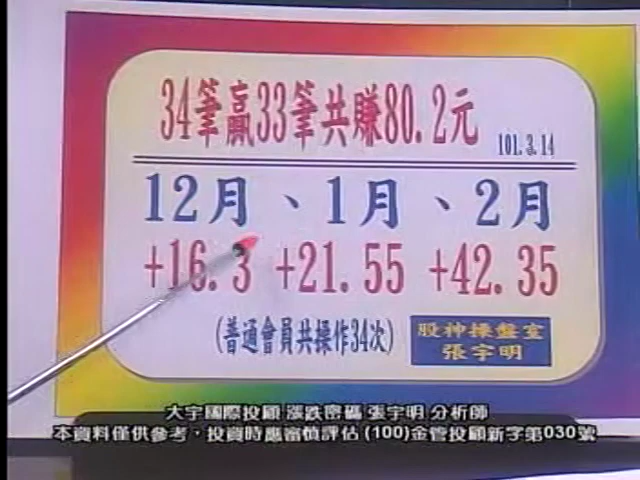 34筆贏33筆共賺80.2元
101.3.14
12月、1月、2月
+16.3 +21.55 +42.35
(普通會員共操作34次)
股神操盤室
張宇明
大宇國際投顧 漲跌密碼 張宇明 分析師
本資料僅供參考，投資時應審慎評估 (100)金管投顧新字第030號